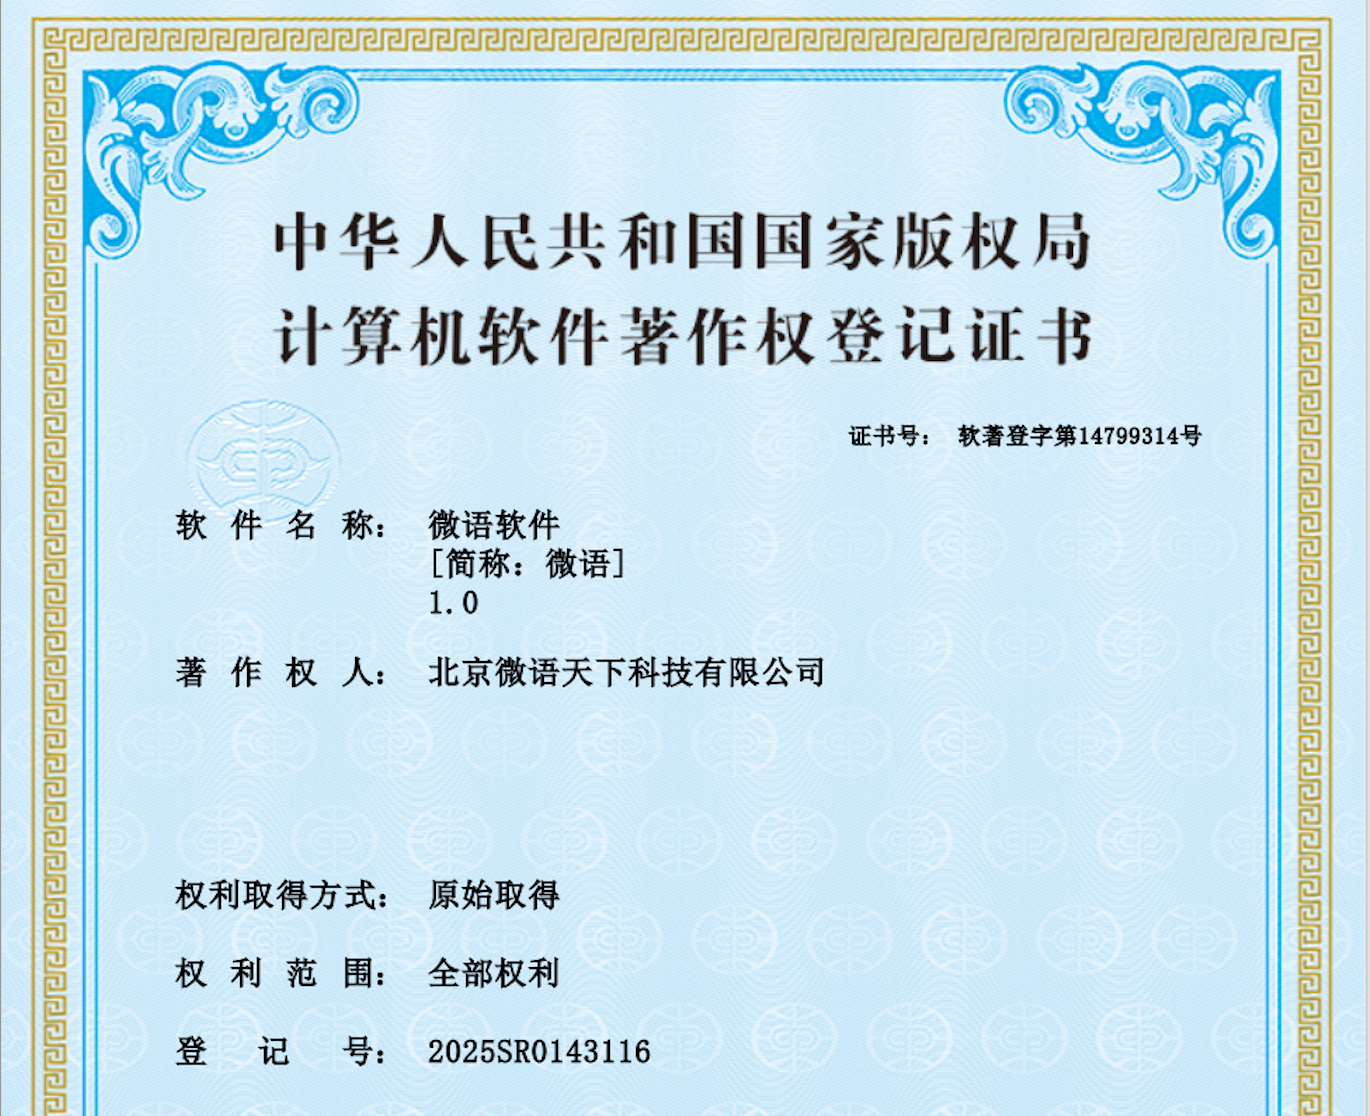 中华人民共和国国家版权局
计算机软件著作权登记证书
证书号： 软著登字第14799314号
软件名称： 微语软件
[简称：微语]
1.0
著作权人： 北京微语天下科技有限公司
权利取得方式： 原始取得
权利范围： 全部权利
登记号： 2025SR0143116